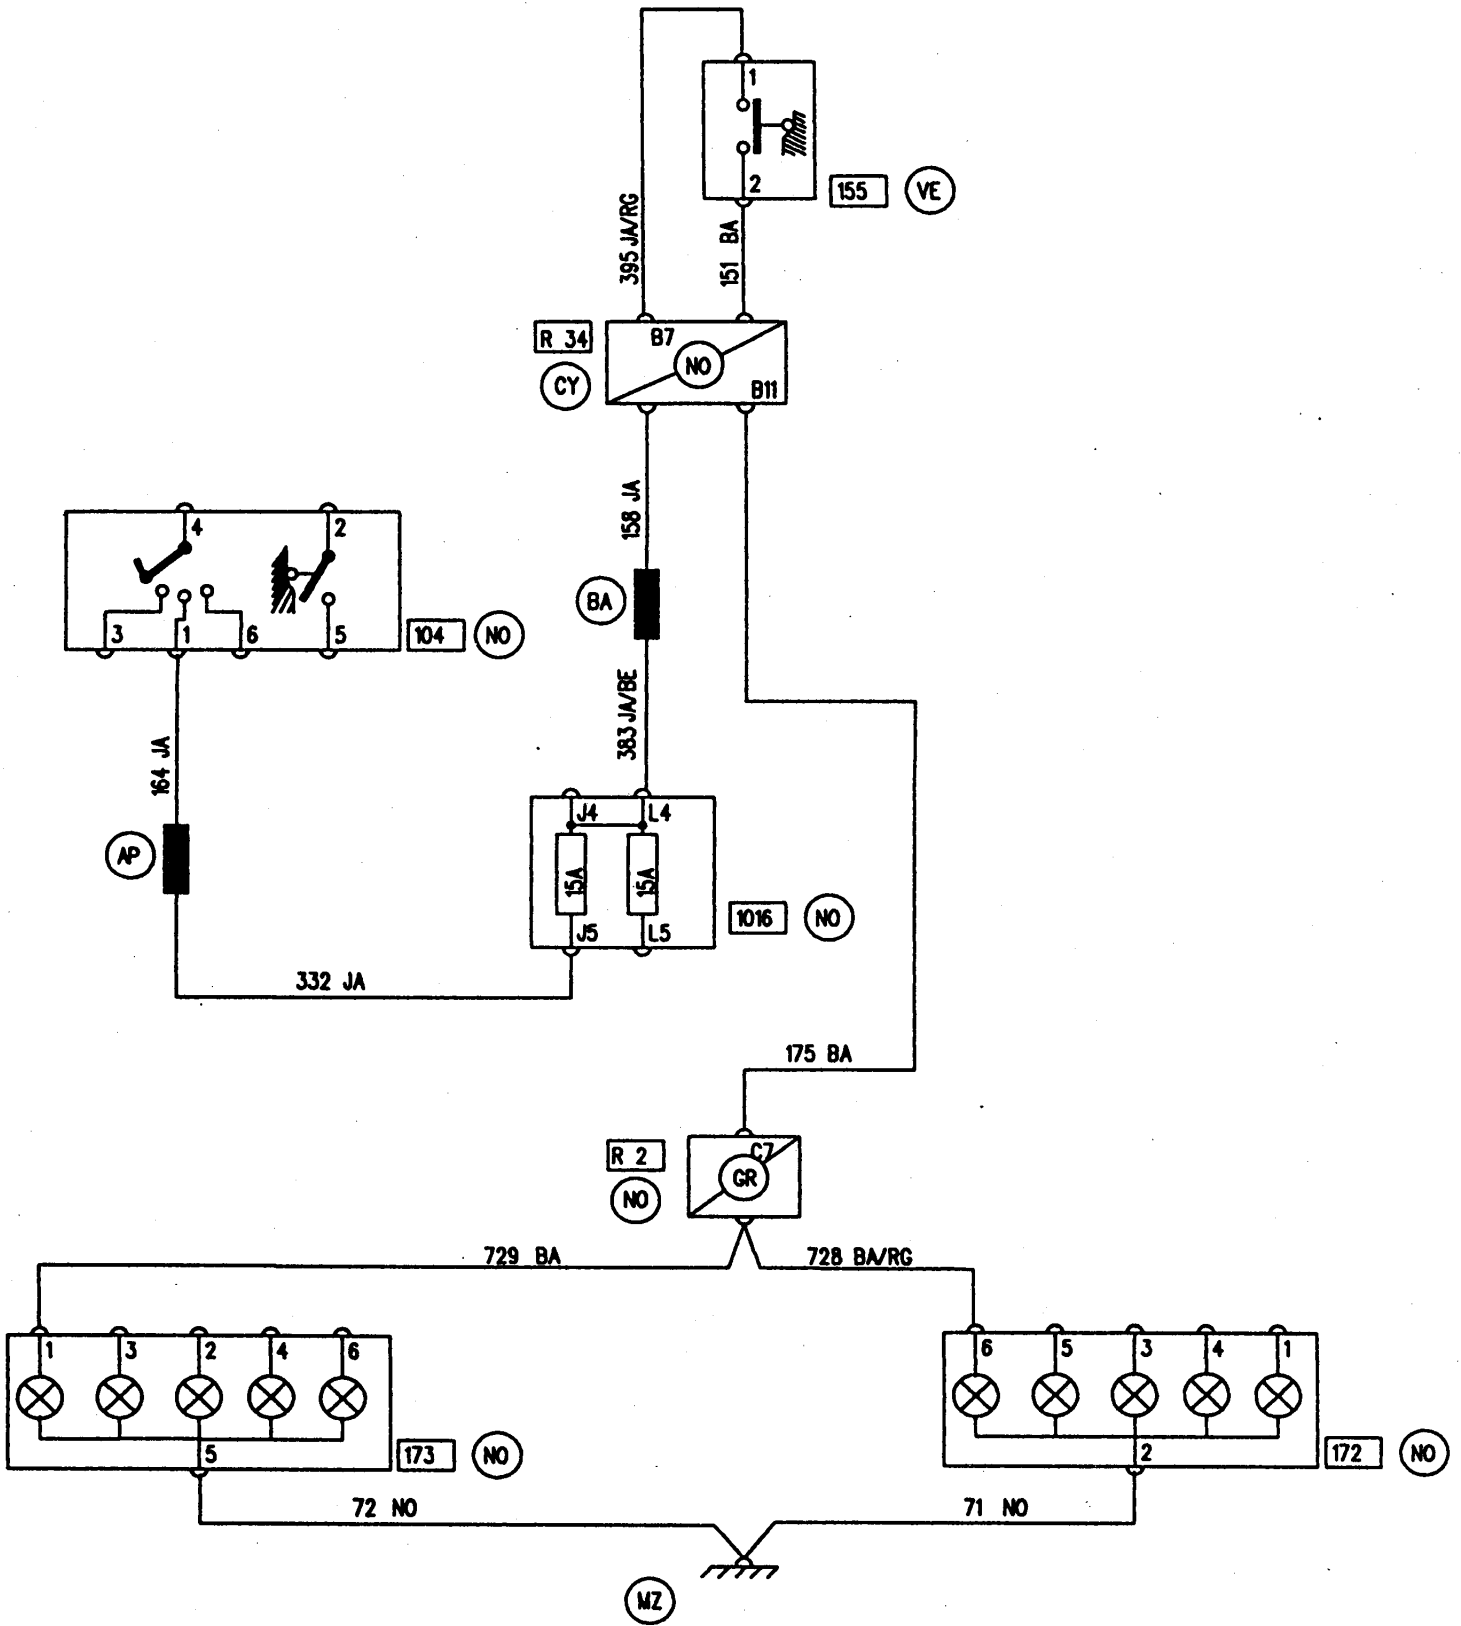 1
2
155 VE
395 JA/RG
151 BA
R 34
B7
NO
CY
B11
158 JA
4 2
BA
3 1 6 5
104 NO
383 JA/BE
164 JA
J4 L4
AP
15A 15A
1016 NO
J5 L5
332 JA
175 BA
R 2
C7
GR
NO
729 BA
728 BA/RG
1 3 2 4 6
6 5 3 4 1
5
173 NO
2
172 NO
72 NO
71 NO
MZ